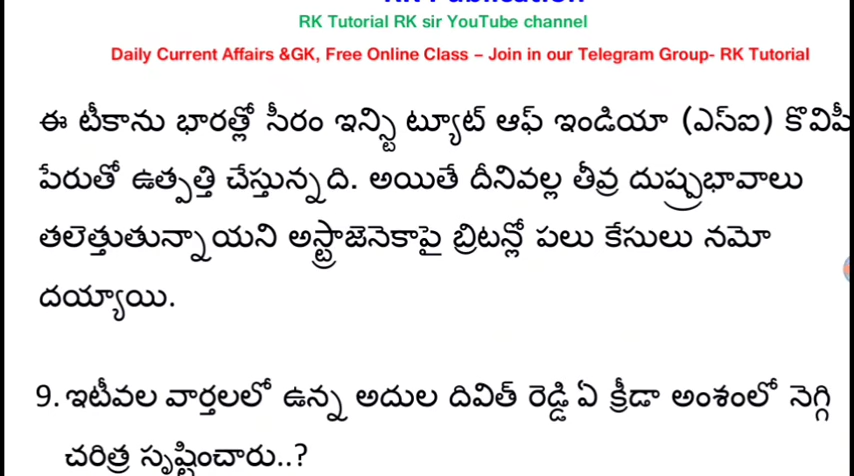 RK Publication
RK Tutorial RK sir YouTube channel
Daily Current Affairs &GK, Free Online Class – Join in our Telegram Group- RK Tutorial
ఈ టీకాను భారత్లో సీరం ఇన్స్టి ట్యూట్ ఆఫ్ ఇండియా (ఎస్ఐ) కొవిషీ
పేరుతో ఉత్పత్తి చేస్తున్నది. అయితే దీనివల్ల తీవ్ర దుష్ప్రభావాలు
తలెత్తుతున్నాయని అస్ట్రాజెనెకాపై బ్రిటన్లో పలు కేసులు నమో
దయ్యాయి.
9. ఇటీవల వార్తలలో ఉన్న అదుల దివిత్ రెడ్డి ఏ క్రీడా అంశంలో నెగ్గి
చరిత్ర సృష్టించారు..?